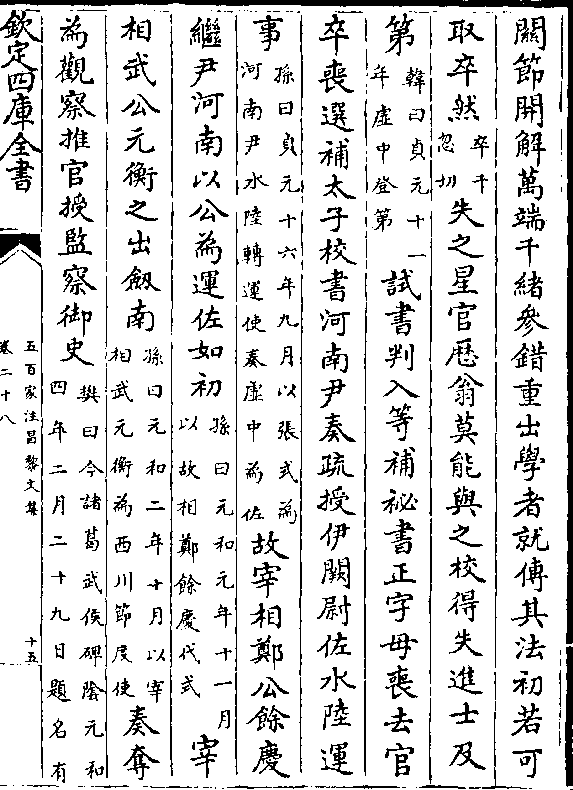 關節開解萬端千緒參錯重出學者就傅其法初若可
取卒然卒千忽切失之星官厯翁莫能與之校得失進士及
第韓曰貞元十一年虚中登第試書判入等補祕書正字母喪去官
卒喪選補太子校書河南尹奏疏授伊闕尉佐水陸運
事孫曰貞元十六年九月以張式為河南尹水陸轉運使奏虚中為佐故宰相鄭公餘慶
繼尹河南以公為運佐如初孫曰元和元年十一月以故相鄭餘慶代式宰
相武公元衡之出劒南孫曰元和二年十月以宰相武元衡為西川節度使奏奪
為觀察推官授監察御史樊曰今諸葛武侯碑隂元和四年二月二十九日題名有
欽定四庫全書
五百家注昌黎文集
卷二十八
十五